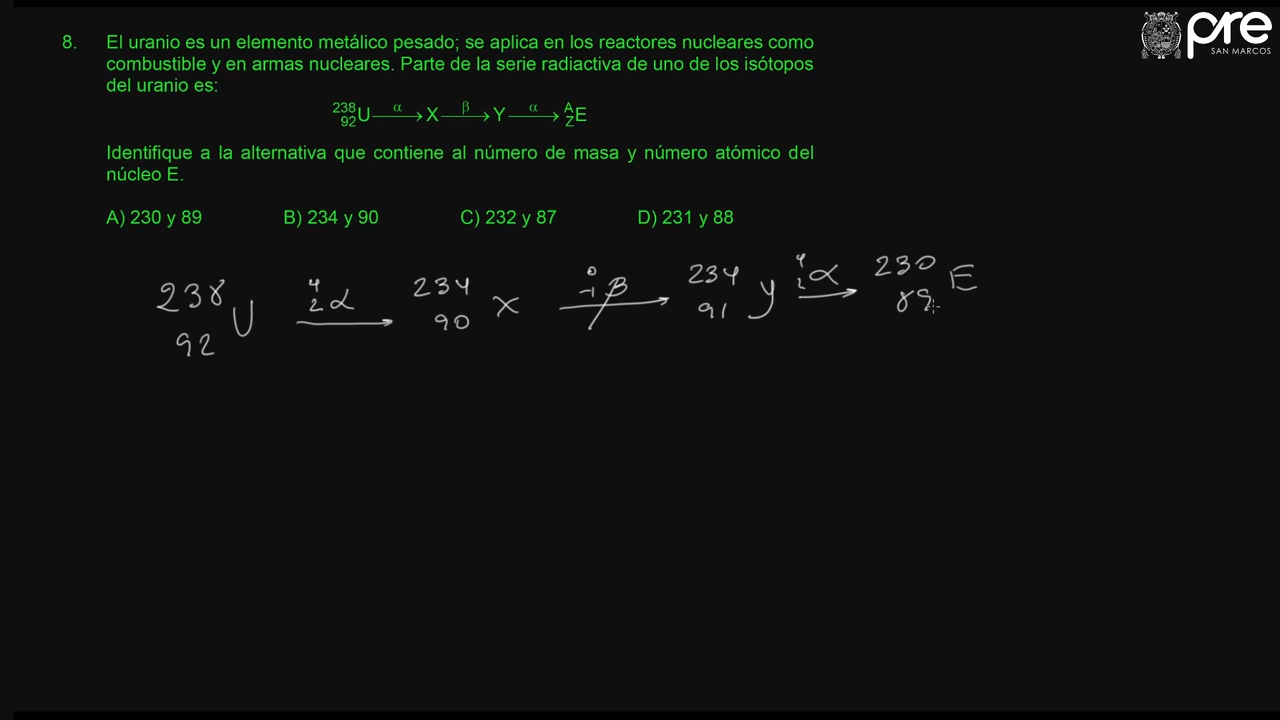 pre
SAN MARCOS
8. El uranio es un elemento metálico pesado; se aplica en los reactores nucleares como
combustible y en armas nucleares. Parte de la serie radiactiva de uno de los isótopos
del uranio es:
²³⁸₉₂U —α→ X —β→ Y —α→ ᴬ_Z E
Identifique a la alternativa que contiene al número de masa y número atómico del
núcleo E.
A) 230 y 89 B) 234 y 90 C) 232 y 87 D) 231 y 88
²³⁸₉₂U —⁴₂α→ ²³⁴₉₀X —⁰₋₁β→ ²³⁴₉₁y —⁴₂α→ ²³⁰₈₉E